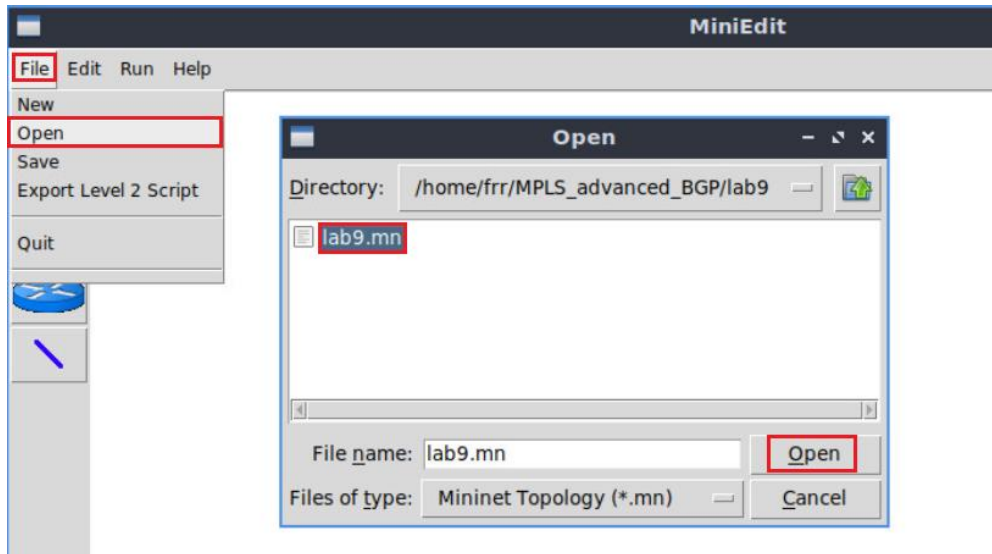 MiniEdit
File Edit Run Help
New
Open
Save
Export Level 2 Script
Quit
Open
Directory: /home/frr/MPLS_advanced_BGP/lab9
lab9.mn
File name: lab9.mn
Open
Files of type: Mininet Topology (*.mn)
Cancel